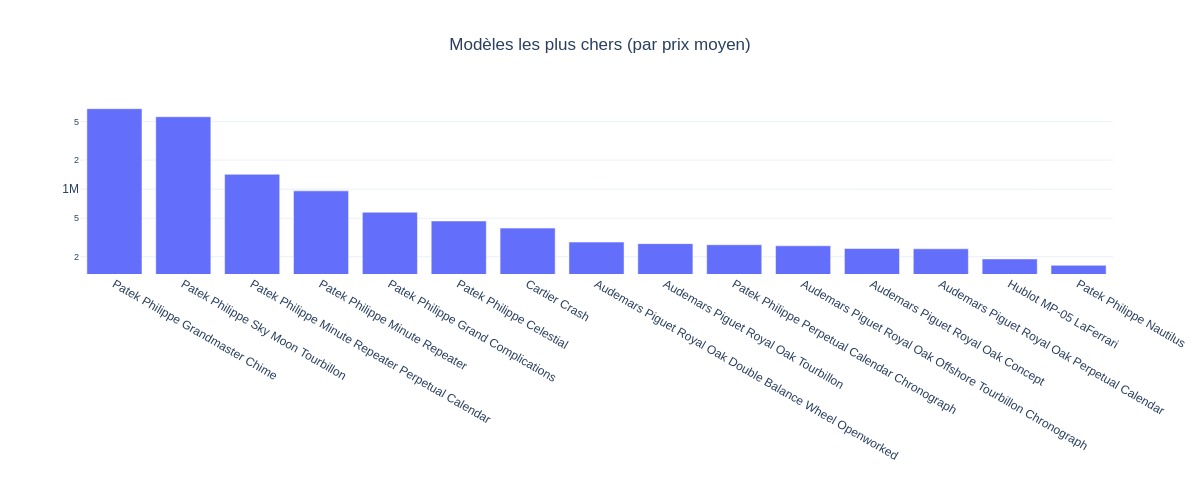 Modèles les plus chers (par prix moyen)
5
2
1M
5
2
Patek Philippe Grandmaster Chime
Patek Philippe Sky Moon Tourbillon
Patek Philippe Minute Repeater Perpetual Calendar
Patek Philippe Minute Repeater
Patek Philippe Grand Complications
Patek Philippe Celestial
Cartier Crash
Audemars Piguet Royal Oak Double Balance Wheel Openworked
Audemars Piguet Royal Oak Tourbillon
Patek Philippe Perpetual Calendar Chronograph
Audemars Piguet Royal Oak Offshore Tourbillon Chronograph
Audemars Piguet Royal Oak Concept
Audemars Piguet Royal Oak Perpetual Calendar
Hublot MP-05 LaFerrari
Patek Philippe Nautilus